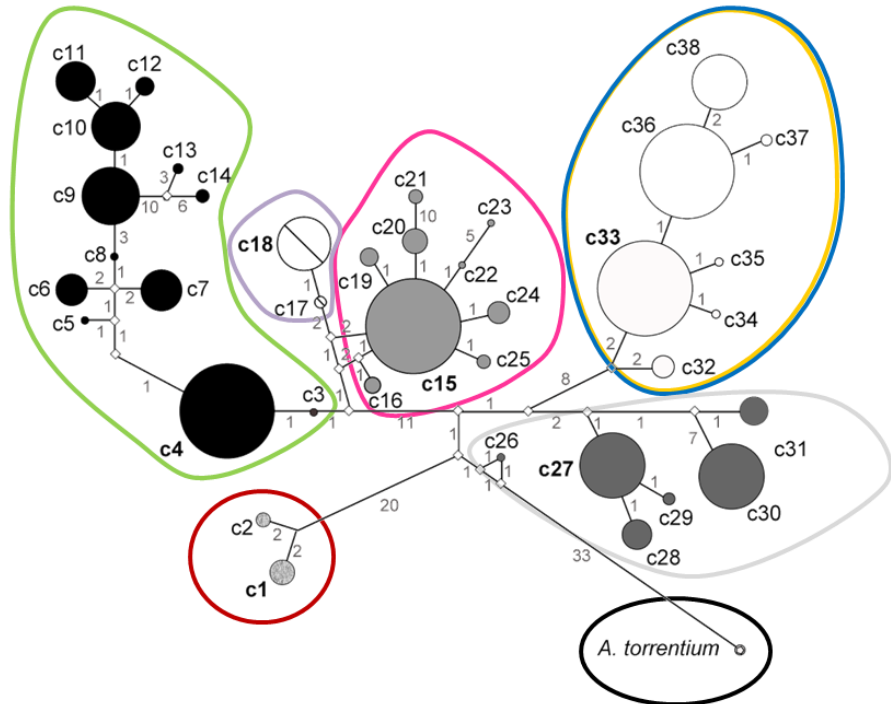 c11
c12
1
1
c10
1
c13
3
c14
c9
10
6
3
c8
1
c6
2
2
c7
1
c5
1
1
1
c4
1
c3
1
c18
1
c17
2
2
1
2
1
1
1
c16
11
c21
10
c20
c19
1
1
c23
5
c22
1
1
c24
1
c25
c15
c38
2
c36
1
c37
1
c33
1
c35
1
c34
2
2
c32
8
1
1
2
1
1
c31
7
c30
1
c27
1
c29
1
c28
c26
1
1
1
1
20
c2
2
2
c1
33
A. torrentium